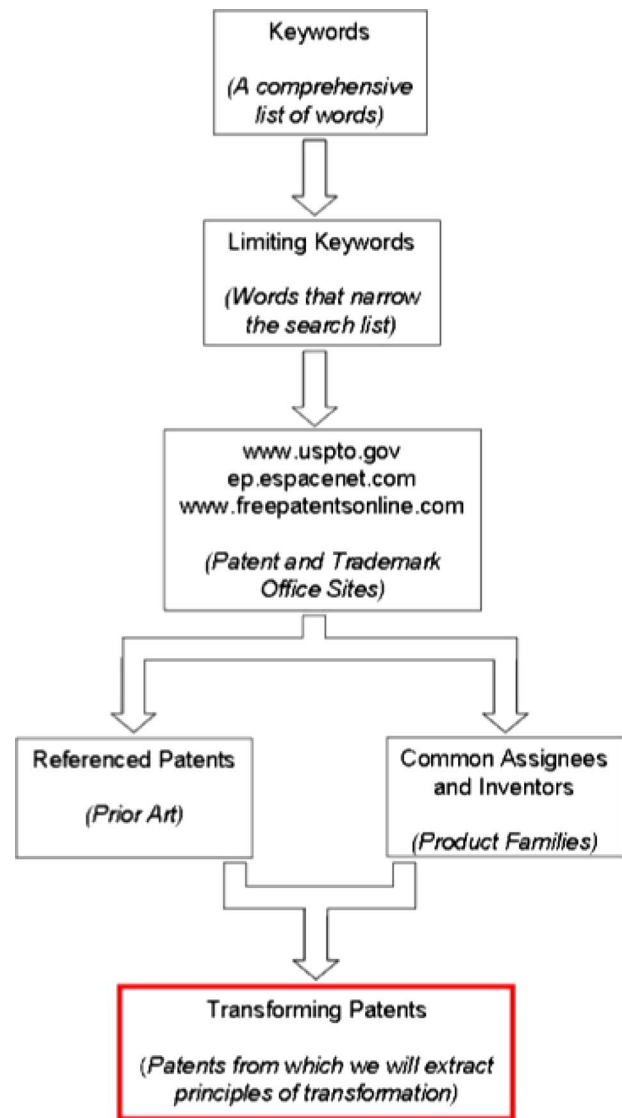 Keywords
(A comprehensive
list of words)
Limiting Keywords
(Words that narrow
the search list)
www.uspto.gov
ep.espacenet.com
www.freepatentsonline.com
(Patent and Trademark
Office Sites)
Referenced Patents
(Prior Art)
Common Assignees
and Inventors
(Product Families)
Transforming Patents
(Patents from which we will extract
principles of transformation)